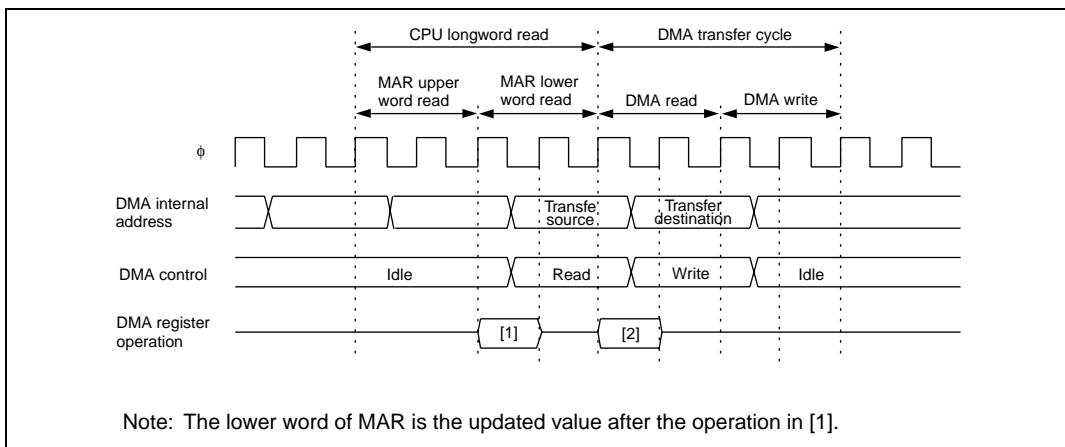 CPU longword read
DMA transfer cycle
MAR upper
word read
MAR lower
word read
DMA read
DMA write
φ
DMA internal
address
Transfe
source
Transfer
destination
DMA control
Idle
Read
Write
Idle
DMA register
operation
[1]
[2]
Note: The lower word of MAR is the updated value after the operation in [1].